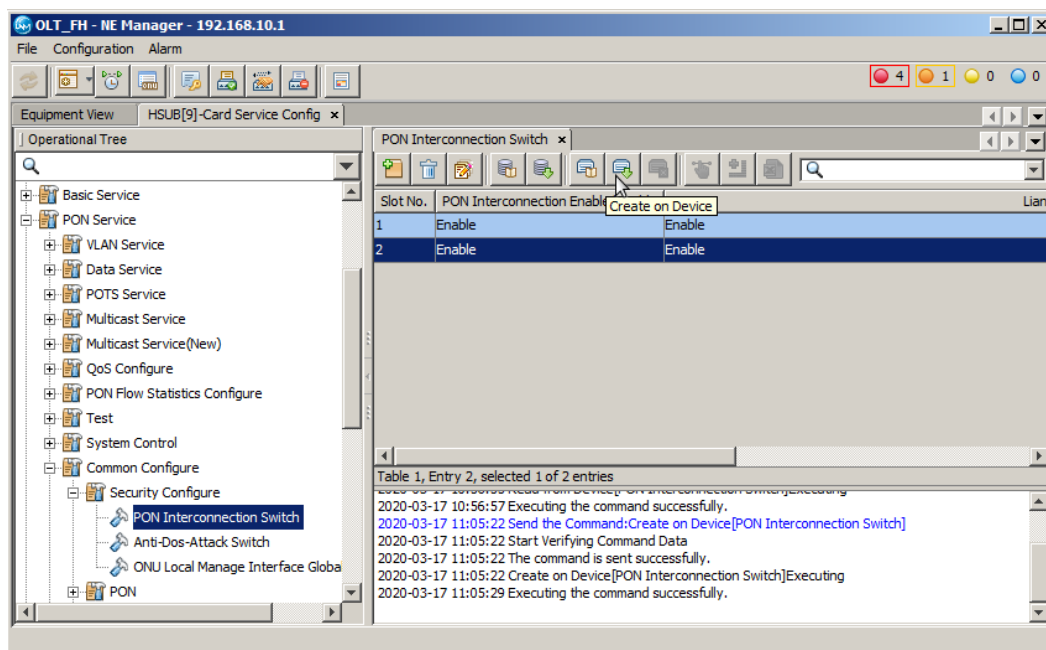 OLT_FH - NE Manager - 192.168.10.1
File Configuration Alarm
4 1 0 0
Equipment View HSUB[9]-Card Service Config
Operational Tree
PON Interconnection Switch
Basic Service
PON Service
VLAN Service
Data Service
POTS Service
Multicast Service
Multicast Service(New)
QoS Configure
PON Flow Statistics Configure
Test
System Control
Common Configure
Security Configure
PON Interconnection Switch
Anti-Dos-Attack Switch
ONU Local Manage Interface Globa
PON
Slot No. PON Interconnection Enable Lian
Create on Device
1 Enable Enable
2 Enable Enable
Table 1, Entry 2, selected 1 of 2 entries
2020-03-17 10:56:57 Executing the command successfully.
2020-03-17 11:05:22 Send the Command:Create on Device[PON Interconnection Switch]
2020-03-17 11:05:22 Start Verifying Command Data
2020-03-17 11:05:22 The command is sent successfully.
2020-03-17 11:05:22 Create on Device[PON Interconnection Switch]Executing
2020-03-17 11:05:29 Executing the command successfully.